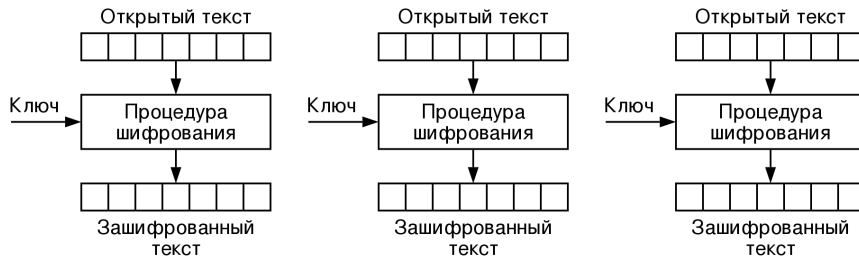 Открытый текст
Ключ
Процедура
шифрования
Зашифрованный
текст
Открытый текст
Ключ
Процедура
шифрования
Зашифрованный
текст
Открытый текст
Ключ
Процедура
шифрования
Зашифрованный
текст